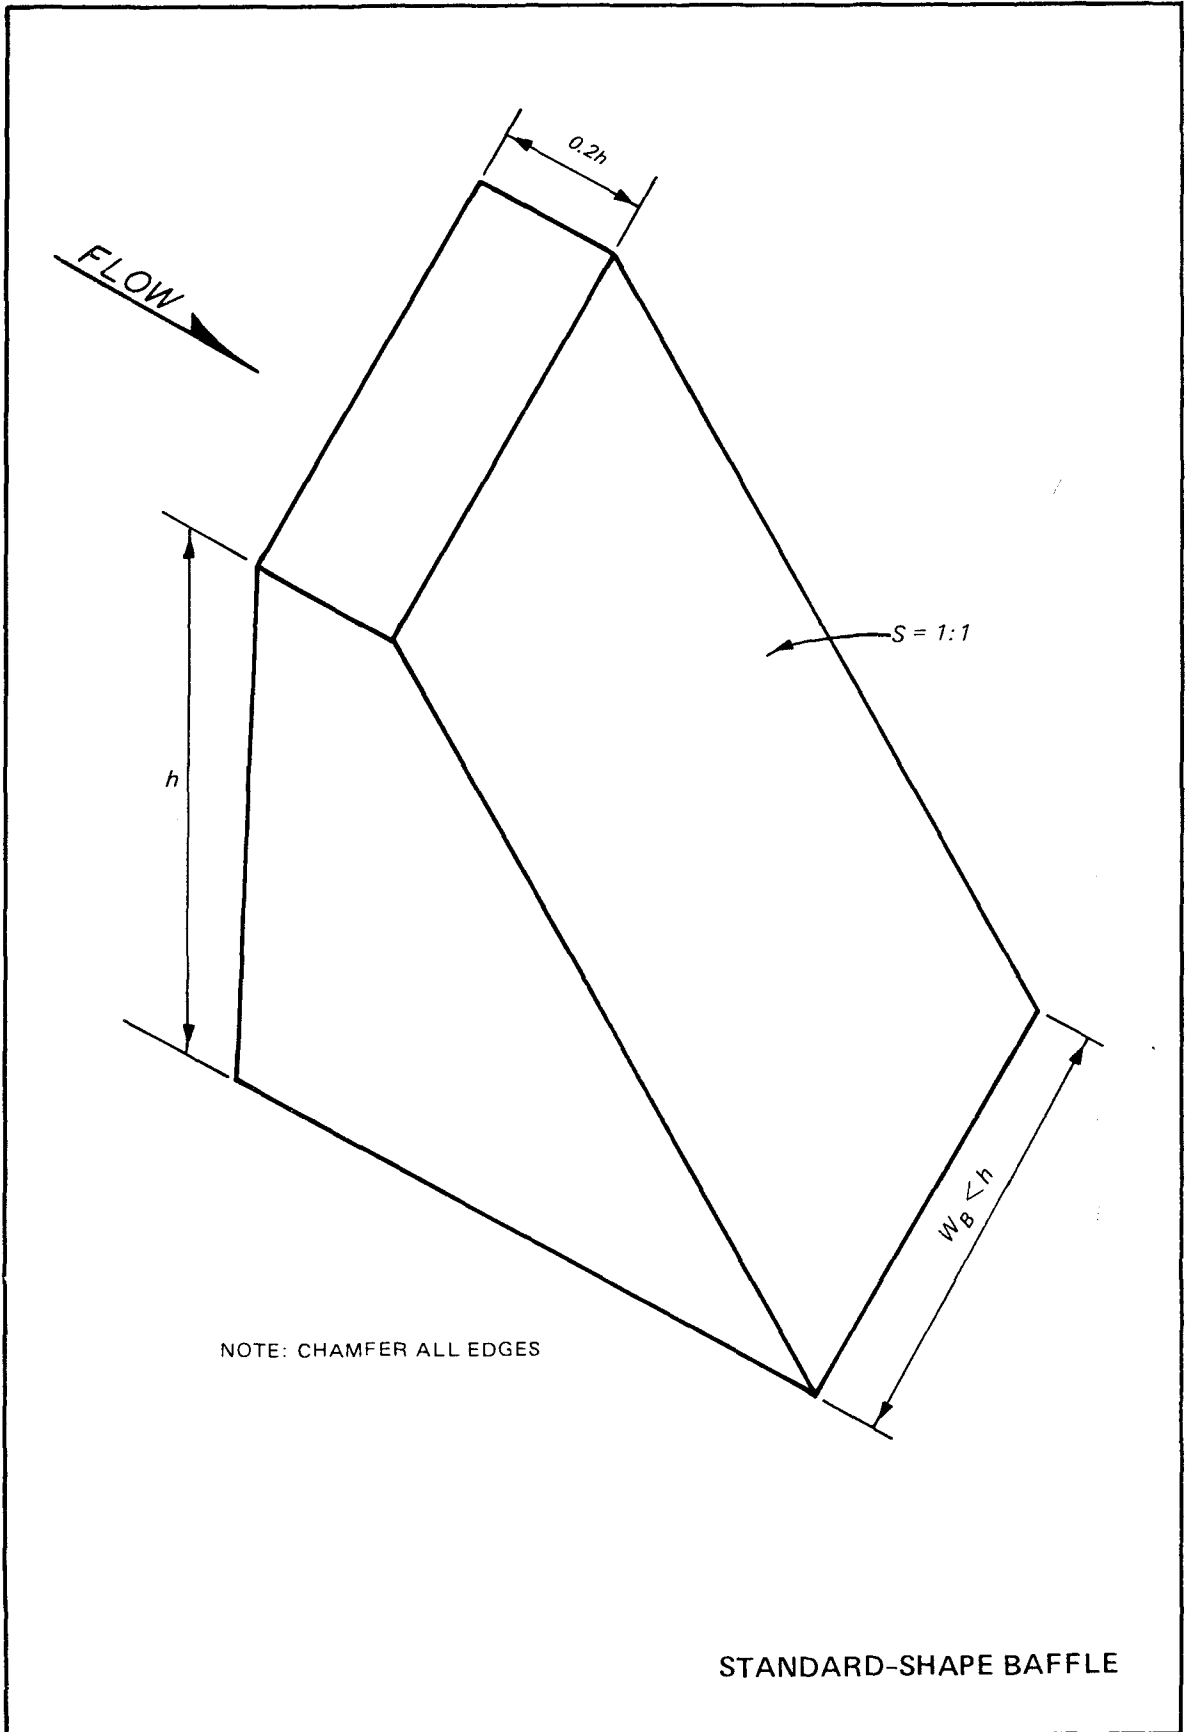 0.2h
FLOW
S = 1:1
h
W_B < h
NOTE: CHAMFER ALL EDGES
STANDARD-SHAPE BAFFLE